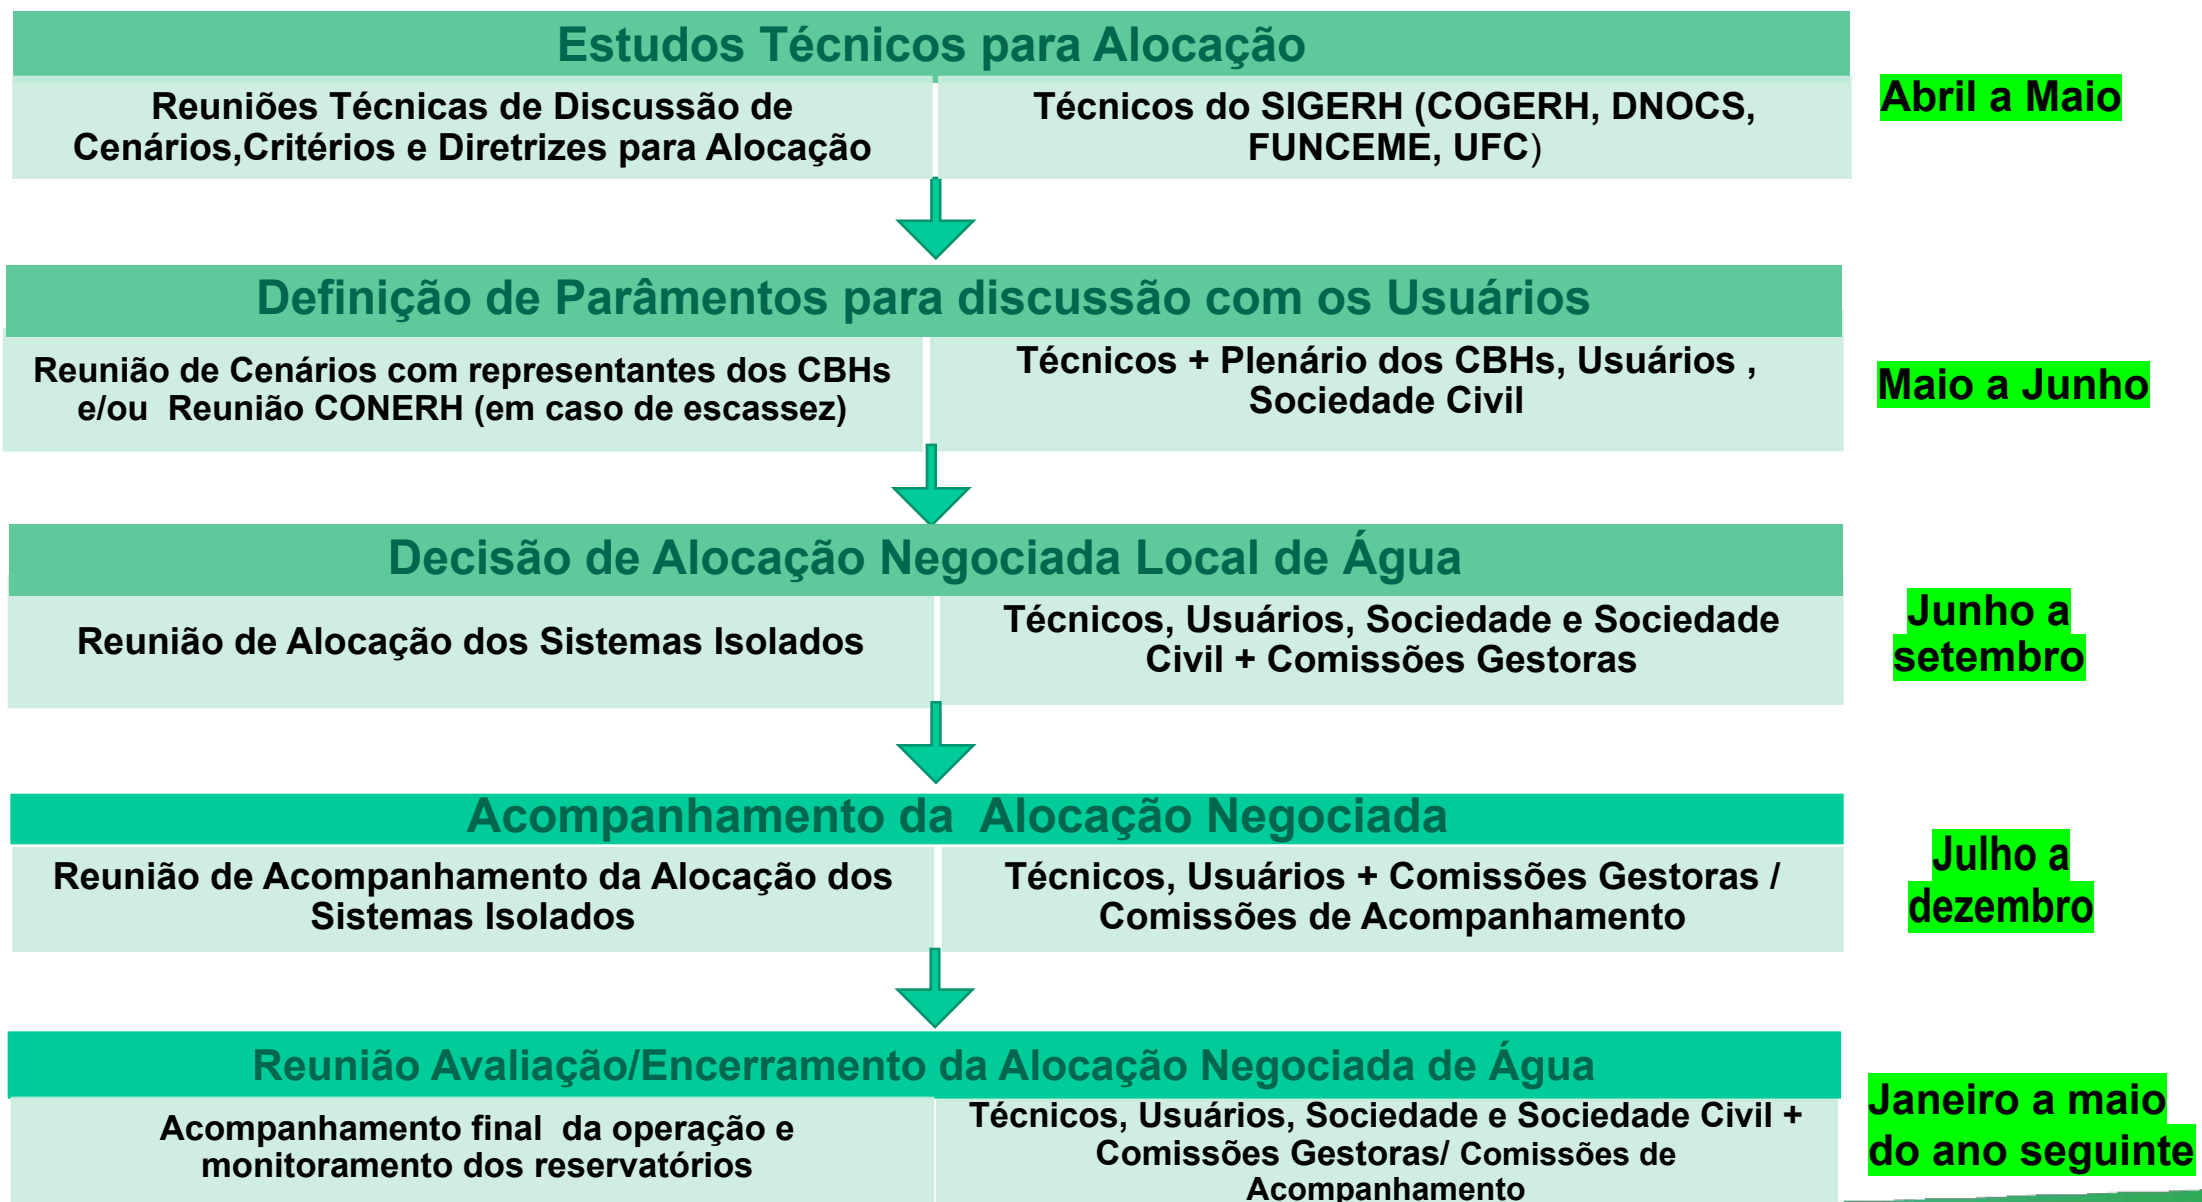 Estudos Técnicos para Alocação
Reuniões Técnicas de Discussão de
Cenários,Critérios e Diretrizes para Alocação
Técnicos do SIGERH (COGERH, DNOCS,
FUNCEME, UFC)
Abril a Maio
Definição de Parâmentos para discussão com os Usuários
Reunião de Cenários com representantes dos CBHs
e/ou Reunião CONERH (em caso de escassez)
Técnicos + Plenário dos CBHs, Usuários ,
Sociedade Civil
Maio a Junho
Decisão de Alocação Negociada Local de Água
Reunião de Alocação dos Sistemas Isolados
Técnicos, Usuários, Sociedade e Sociedade
Civil + Comissões Gestoras
Junho a
setembro
Acompanhamento da Alocação Negociada
Reunião de Acompanhamento da Alocação dos
Sistemas Isolados
Técnicos, Usuários + Comissões Gestoras /
Comissões de Acompanhamento
Julho a
dezembro
Reunião Avaliação/Encerramento da Alocação Negociada de Água
Acompanhamento final da operação e
monitoramento dos reservatórios
Técnicos, Usuários, Sociedade e Sociedade Civil +
Comissões Gestoras/ Comissões de
Acompanhamento
Janeiro a maio
do ano seguinte